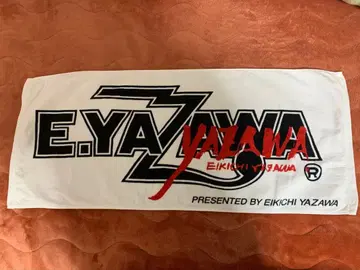 E.YAZAWA
YAZAWA
EIKICHI YAZAWA
®
PRESENTED BY EIKICHI YAZAWA